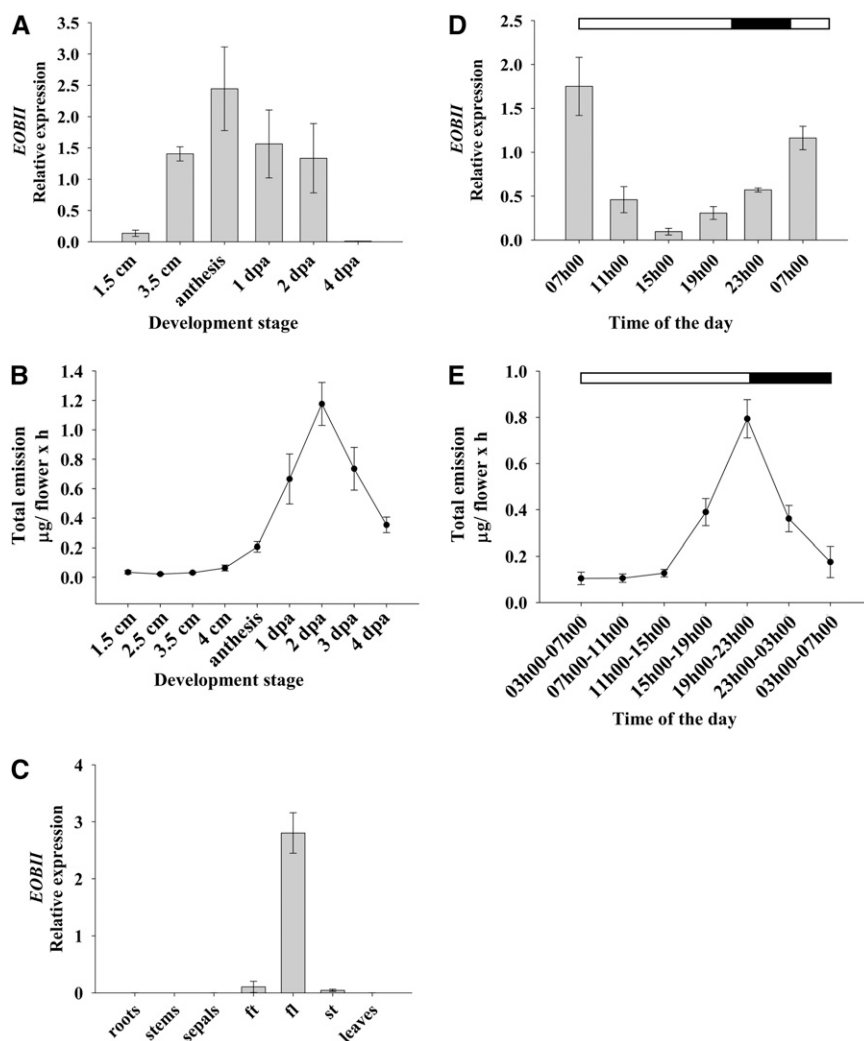 A
EOBII
Relative expression
3.5
3.0
2.5
2.0
1.5
1.0
0.5
0.0
1.5 cm
3.5 cm
anthesis
1 dpa
2 dpa
4 dpa
Development stage
B
Total emission
µg/ flower x h
1.4
1.2
1.0
0.8
0.6
0.4
0.2
0.0
1.5 cm
2.5 cm
3.5 cm
4 cm
anthesis
1 dpa
2 dpa
3 dpa
4 dpa
Development stage
C
EOBII
Relative expression
4
3
2
1
0
roots
stems
sepals
ft
fl
st
leaves
D
EOBII
Relative expression
2.5
2.0
1.5
1.0
0.5
0.0
07h00
11h00
15h00
19h00
23h00
07h00
Time of the day
E
Total emission
µg/ flower x h
1.0
0.8
0.6
0.4
0.2
0.0
03h00-07h00
07h00-11h00
11h00-15h00
15h00-19h00
19h00-23h00
23h00-03h00
03h00-07h00
Time of the day